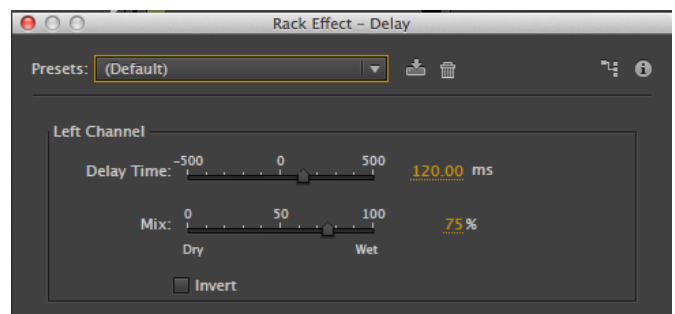 Rack Effect – Delay
Presets: (Default)
Left Channel
Delay Time: -500 0 500 120.00 ms
Mix: 0 50 100 75 %
Dry Wet
Invert